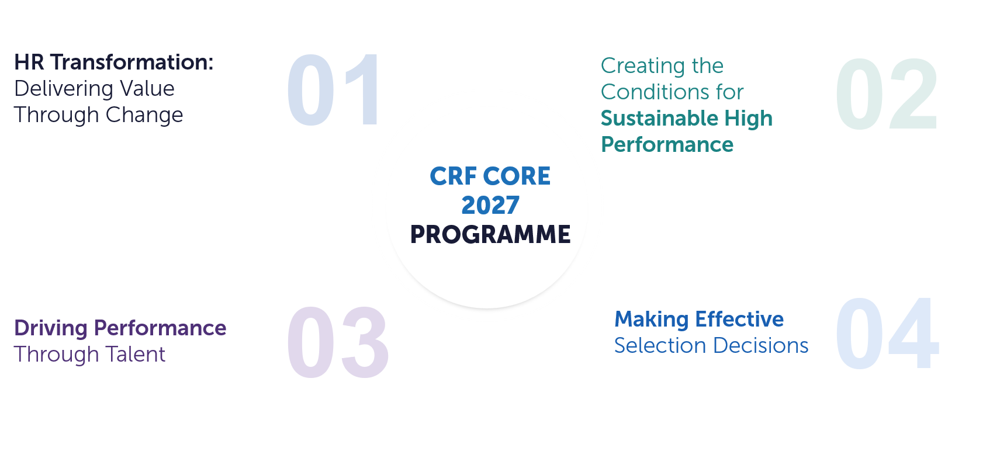 HR Transformation:
Delivering Value
Through Change
01
Creating the
Conditions for
Sustainable High
Performance
02
CRF CORE
2027
PROGRAMME
Driving Performance
Through Talent
03
Making Effective
Selection Decisions
04